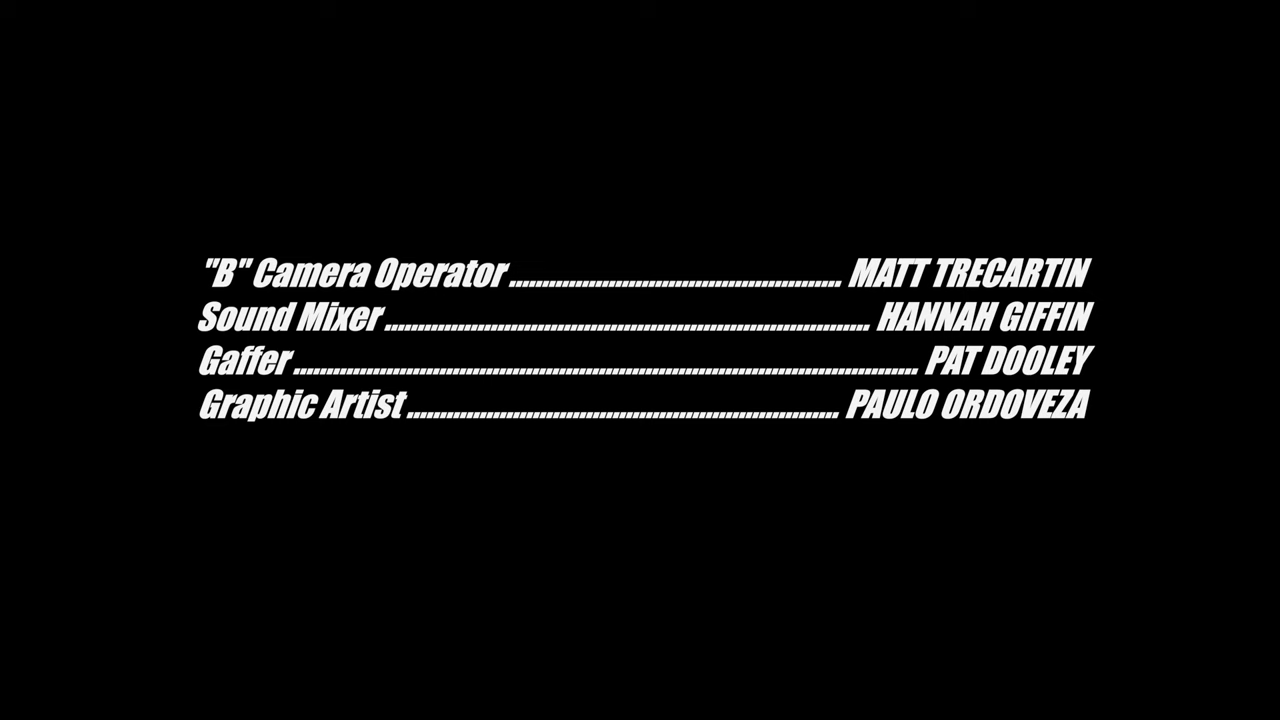 "B" Camera Operator.................................................. MATT TRECARTIN
Sound Mixer......................................................................... HANNAH GIFFIN
Gaffer.............................................................................................. PAT DOOLEY
Graphic Artist................................................................. PAULO ORDOVEZA